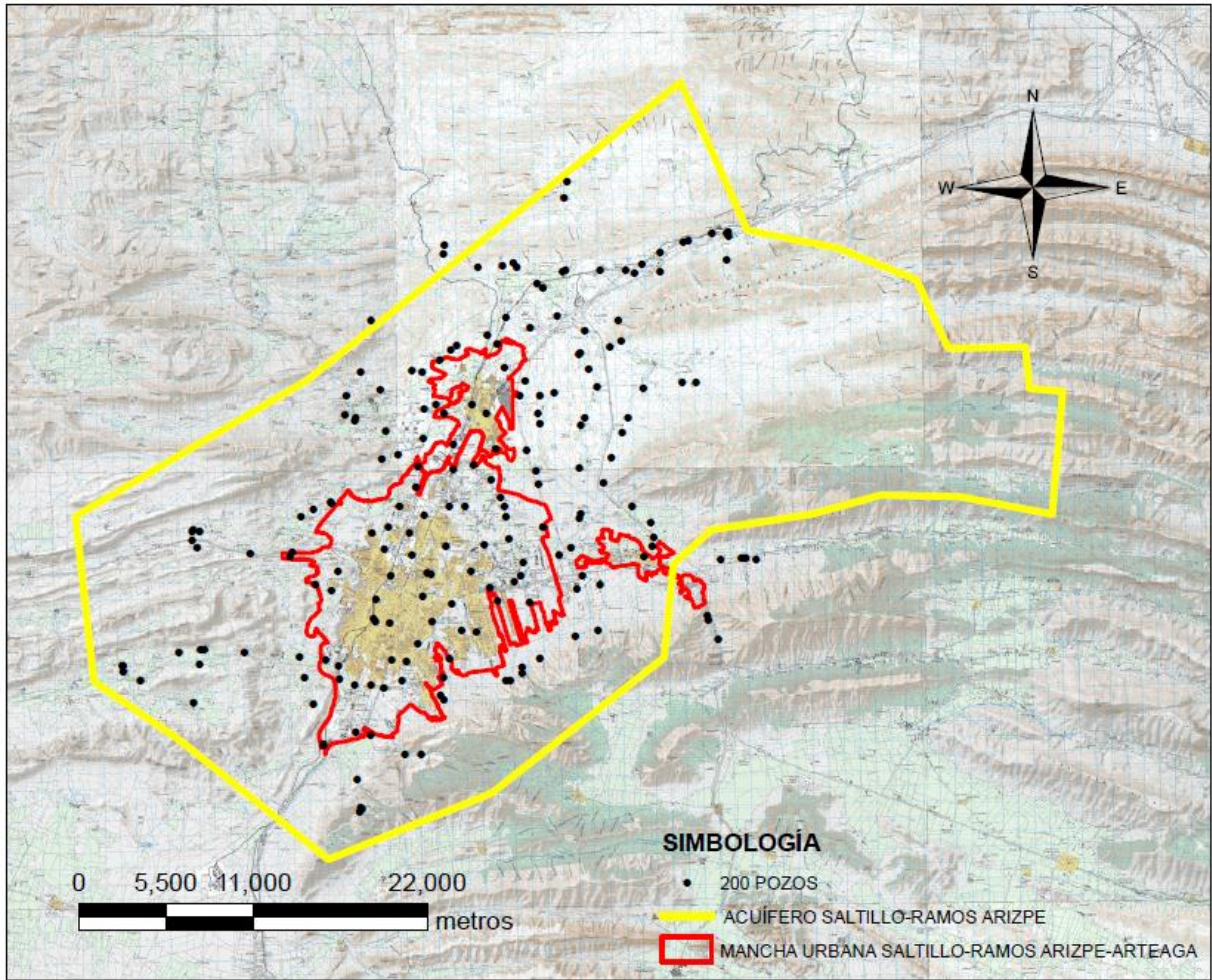 N
W E
S
SIMBOLOGÍA
200 POZOS
ACUÍFERO SALTILLO-RAMOS ARIZPE
MANCHA URBANA SALTILLO-RAMOS ARIZPE-ARTEAGA
0 5,500 11,000 22,000
metros